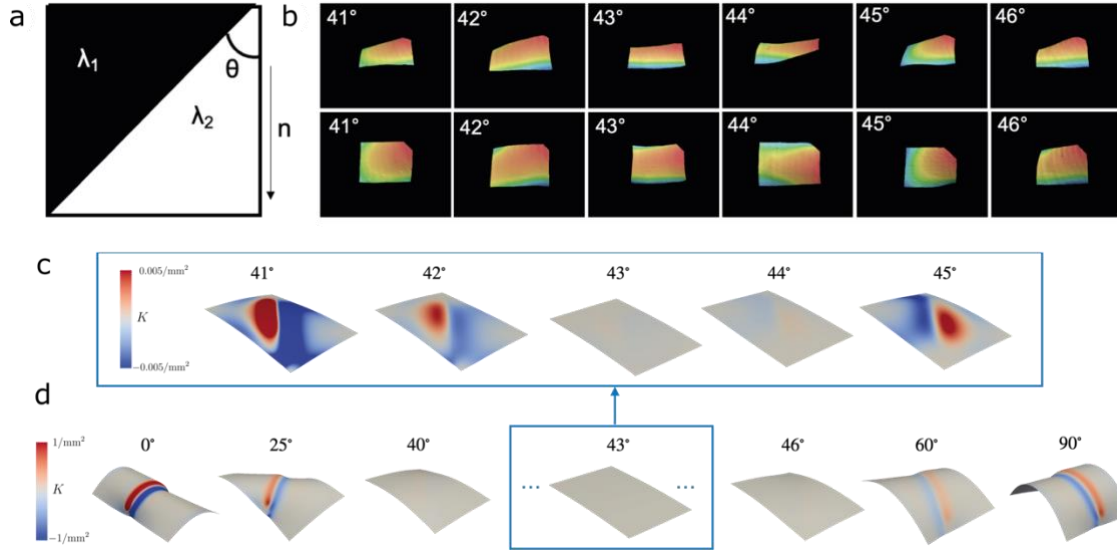 a
λ₁
θ
λ₂
n
b
41° 42° 43° 44° 45° 46°
41° 42° 43° 44° 45° 46°
c
0.005/mm²
K
−0.005/mm²
41° 42° 43° 44° 45°
d
1/mm²
K
−1/mm²
0° 25° 40° 43° 46° 60° 90°
... ...